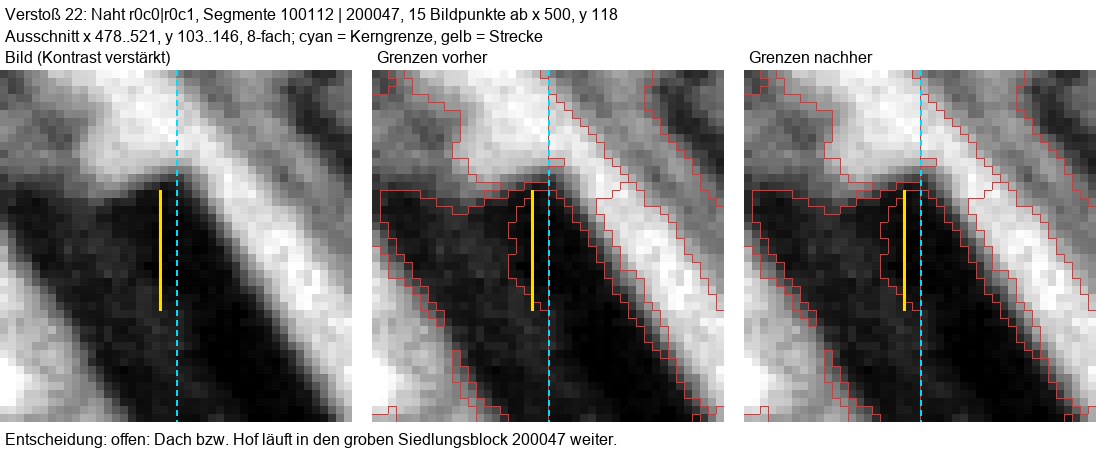 Verstoß 22: Naht r0c0|r0c1, Segmente 100112 | 200047, 15 Bildpunkte ab x 500, y 118
Ausschnitt x 478..521, y 103..146, 8-fach; cyan = Kerngrenze, gelb = Strecke
Bild (Kontrast verstärkt) Grenzen vorher Grenzen nachher
Entscheidung: offen: Dach bzw. Hof läuft in den groben Siedlungsblock 200047 weiter.